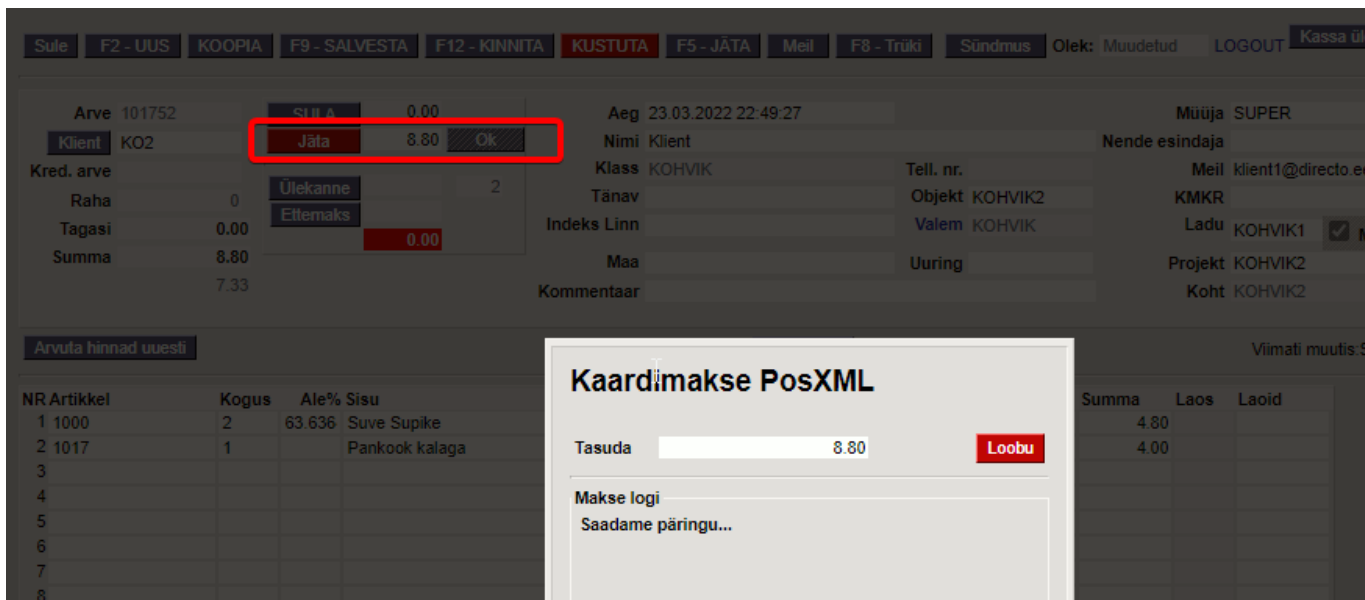 Sule F2 - UUS KOOPIA F9 - SALVESTA F12 - KINNITA KUSTUTA F5 - JÄTA Meil F8 - Trüki Sündmus Olek: Muudetud LOGOUT Kassa ül
Arve 101752 SULA 0.00 Aeg 23.03.2022 22:49:27 Müüja SUPER
Klient KO2 Jäta 8.80 Ok Nimi Klient Nende esindaja
Kred. arve Klass KOHVIK Tell. nr. Meil klient1@directo.e
Raha 0 Ülekanne 2 Tänav Objekt KOHVIK2 KMKR
Tagasi 0.00 Ettemaks Indeks Linn Valem KOHVIK Ladu KOHVIK1
0.00
Summa 8.80 Maa Uuring Projekt KOHVIK2
7.33 Kommentaar Koht KOHVIK2
Arvuta hinnad uuesti Viimati muutis:S
Kaardimakse PosXML
NR Artikkel Kogus Ale% Sisu Summa Laos Laoid
1 1000 2 63.636 Suve Supike 4.80
2 1017 1 Pankook kalaga 4.00
Tasuda 8.80 Loobu
3
4
Makse logi
5
Saadame päringu...
6
7
8